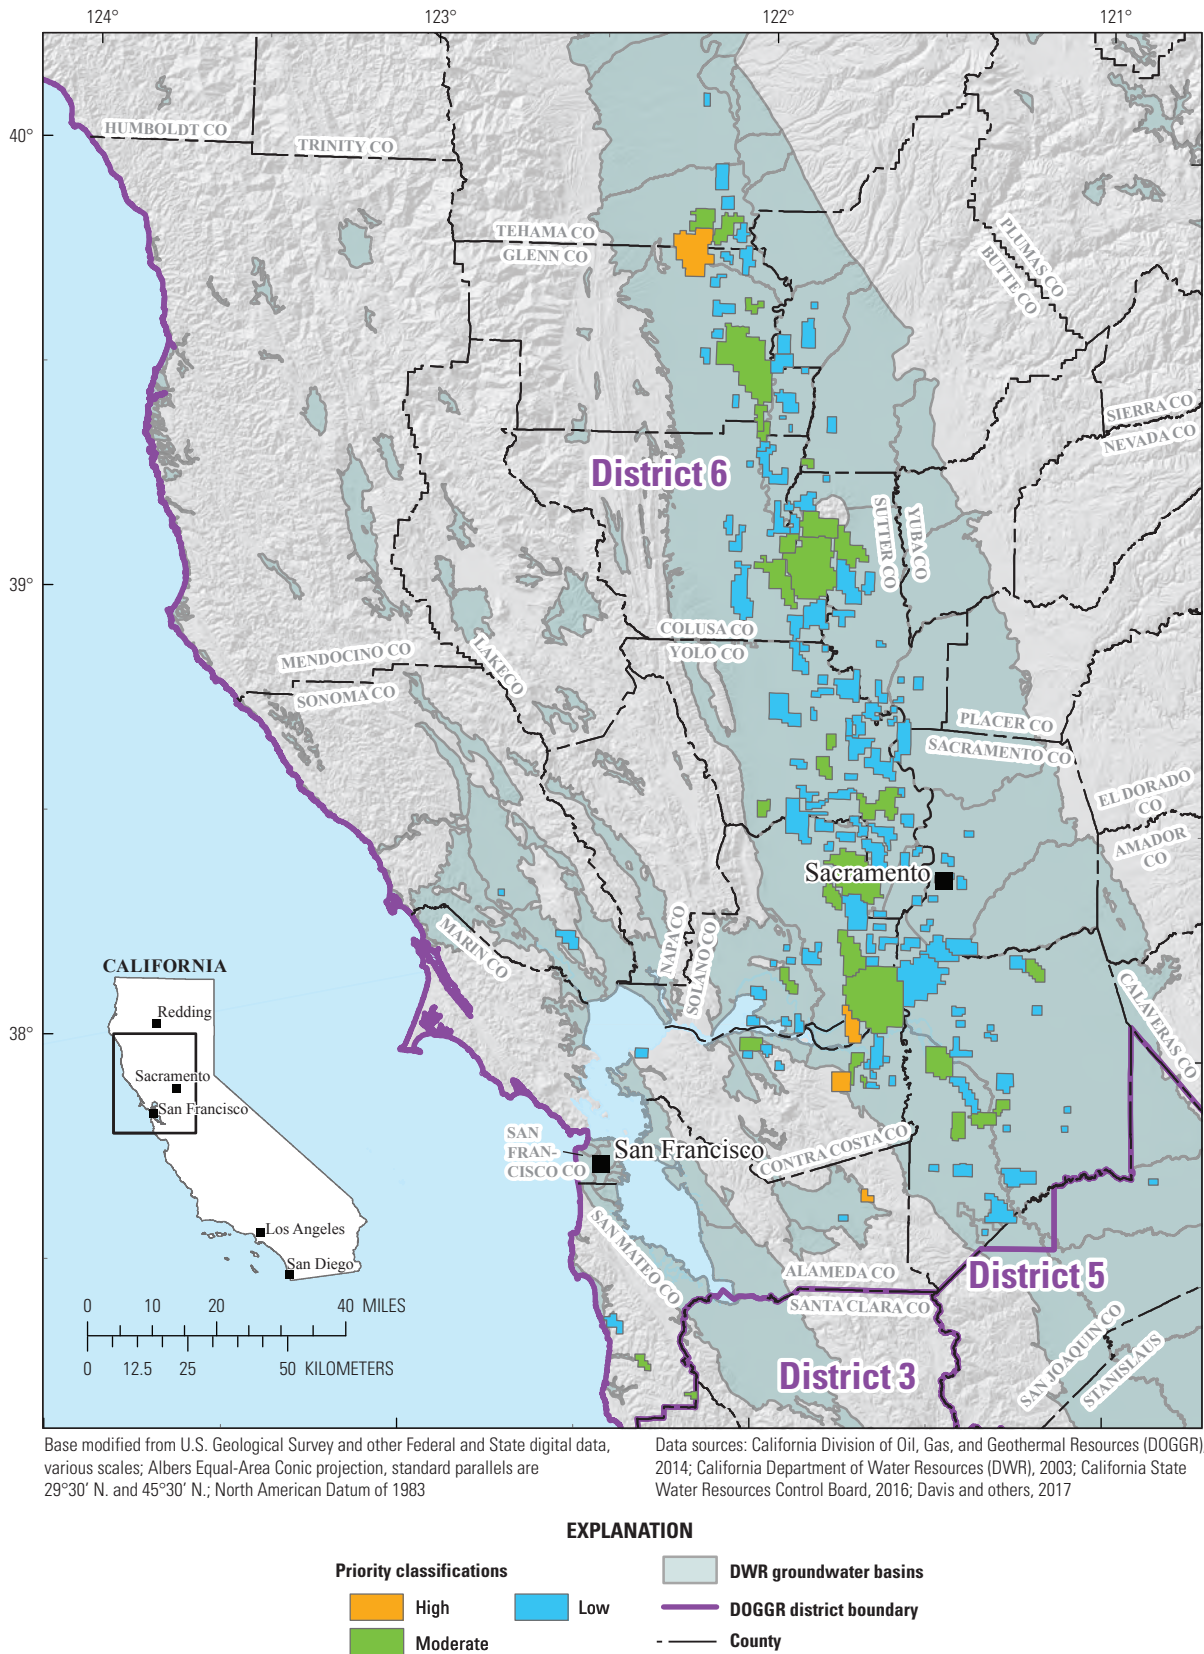 124°
123°
122°
121°
40°
39°
38°
HUMBOLDT CO
TRINITY CO
TEHAMA CO
GLENN CO
PLUMAS CO
BUTTE CO
SIERRA CO
NEVADA CO
District 6
SUTTER CO
YUBA CO
COLUSA CO
YOLO CO
LAKE CO
MENDOCINO CO
SONOMA CO
PLACER CO
SACRAMENTO CO
EL DORADO
CO
AMADOR
CO
Sacramento
NAPA CO
SOLANO CO
MARIN CO
CALAVERAS CO
CALIFORNIA
Redding
Sacramento
San Francisco
Los Angeles
San Diego
SAN
FRAN-
CISCO CO
San Francisco
CONTRA COSTA CO
SAN MATEO CO
ALAMEDA CO
SANTA CLARA CO
District 5
District 3
SAN JOAQUIN CO
STANISLAUS
0 10 20 40 MILES
0 12.5 25 50 KILOMETERS
Base modified from U.S. Geological Survey and other Federal and State digital data,
various scales; Albers Equal-Area Conic projection, standard parallels are
29°30′ N. and 45°30′ N.; North American Datum of 1983
Data sources: California Division of Oil, Gas, and Geothermal Resources (DOGGR)
2014; California Department of Water Resources (DWR), 2003; California State
Water Resources Control Board, 2016; Davis and others, 2017
EXPLANATION
Priority classifications
High
Low
Moderate
DWR groundwater basins
DOGGR district boundary
County